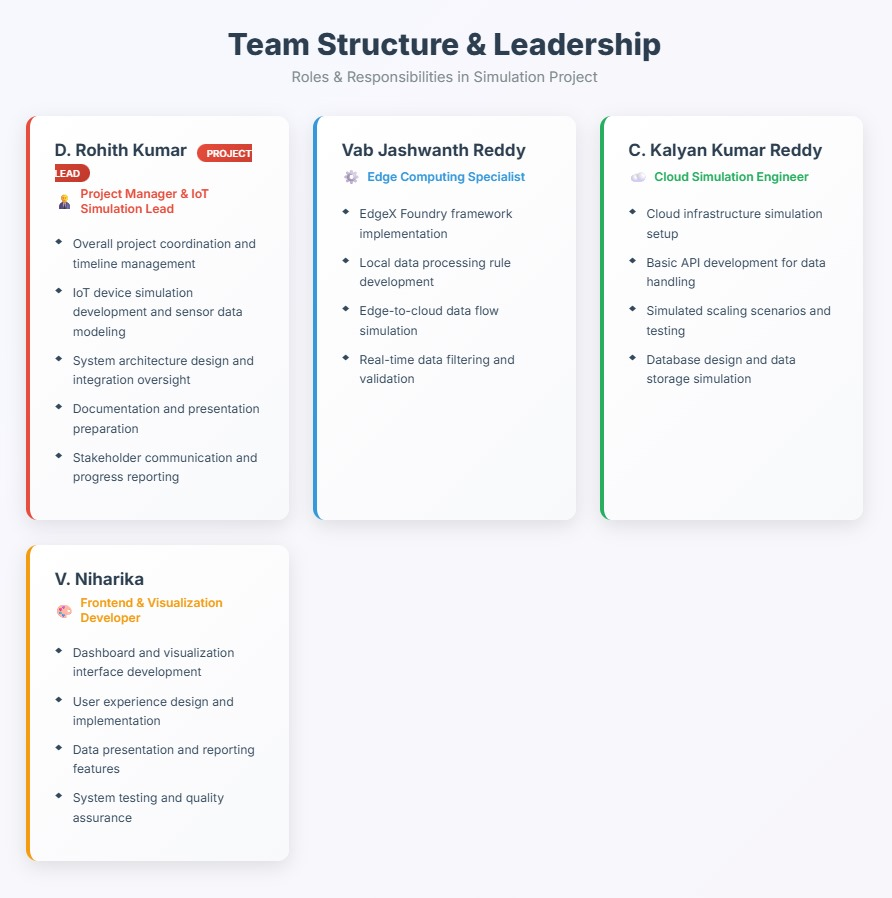 Team Structure & Leadership
Roles & Responsibilities in Simulation Project
D. Rohith Kumar PROJECT
LEAD
Project Manager & IoT
Simulation Lead
Overall project coordination and
timeline management
IoT device simulation
development and sensor data
modeling
System architecture design and
integration oversight
Documentation and presentation
preparation
Stakeholder communication and
progress reporting
Vab Jashwanth Reddy
Edge Computing Specialist
EdgeX Foundry framework
implementation
Local data processing rule
development
Edge-to-cloud data flow
simulation
Real-time data filtering and
validation
C. Kalyan Kumar Reddy
Cloud Simulation Engineer
Cloud infrastructure simulation
setup
Basic API development for data
handling
Simulated scaling scenarios and
testing
Database design and data
storage simulation
V. Niharika
Frontend & Visualization
Developer
Dashboard and visualization
interface development
User experience design and
implementation
Data presentation and reporting
features
System testing and quality
assurance